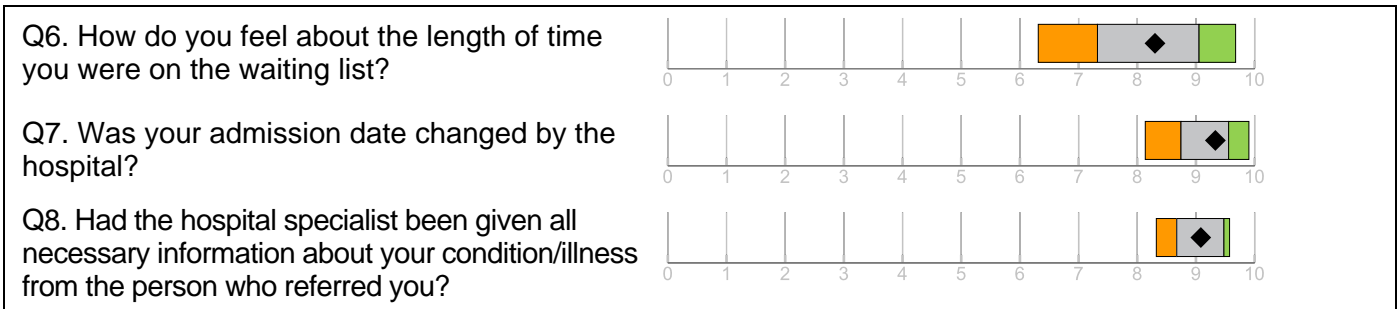 Q6. How do you feel about the length of time
you were on the waiting list?
0 1 2 3 4 5 6 7 8 9 10
Q7. Was your admission date changed by the
hospital?
0 1 2 3 4 5 6 7 8 9 10
Q8. Had the hospital specialist been given all
necessary information about your condition/illness
from the person who referred you?
0 1 2 3 4 5 6 7 8 9 10